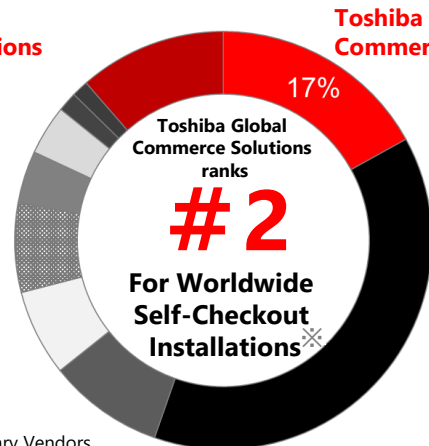 Toshiba
Commer
ions
17%
Toshiba Global
Commerce Solutions
ranks
#2
For Worldwide
Self-Checkout
Installations※
ary Vendors